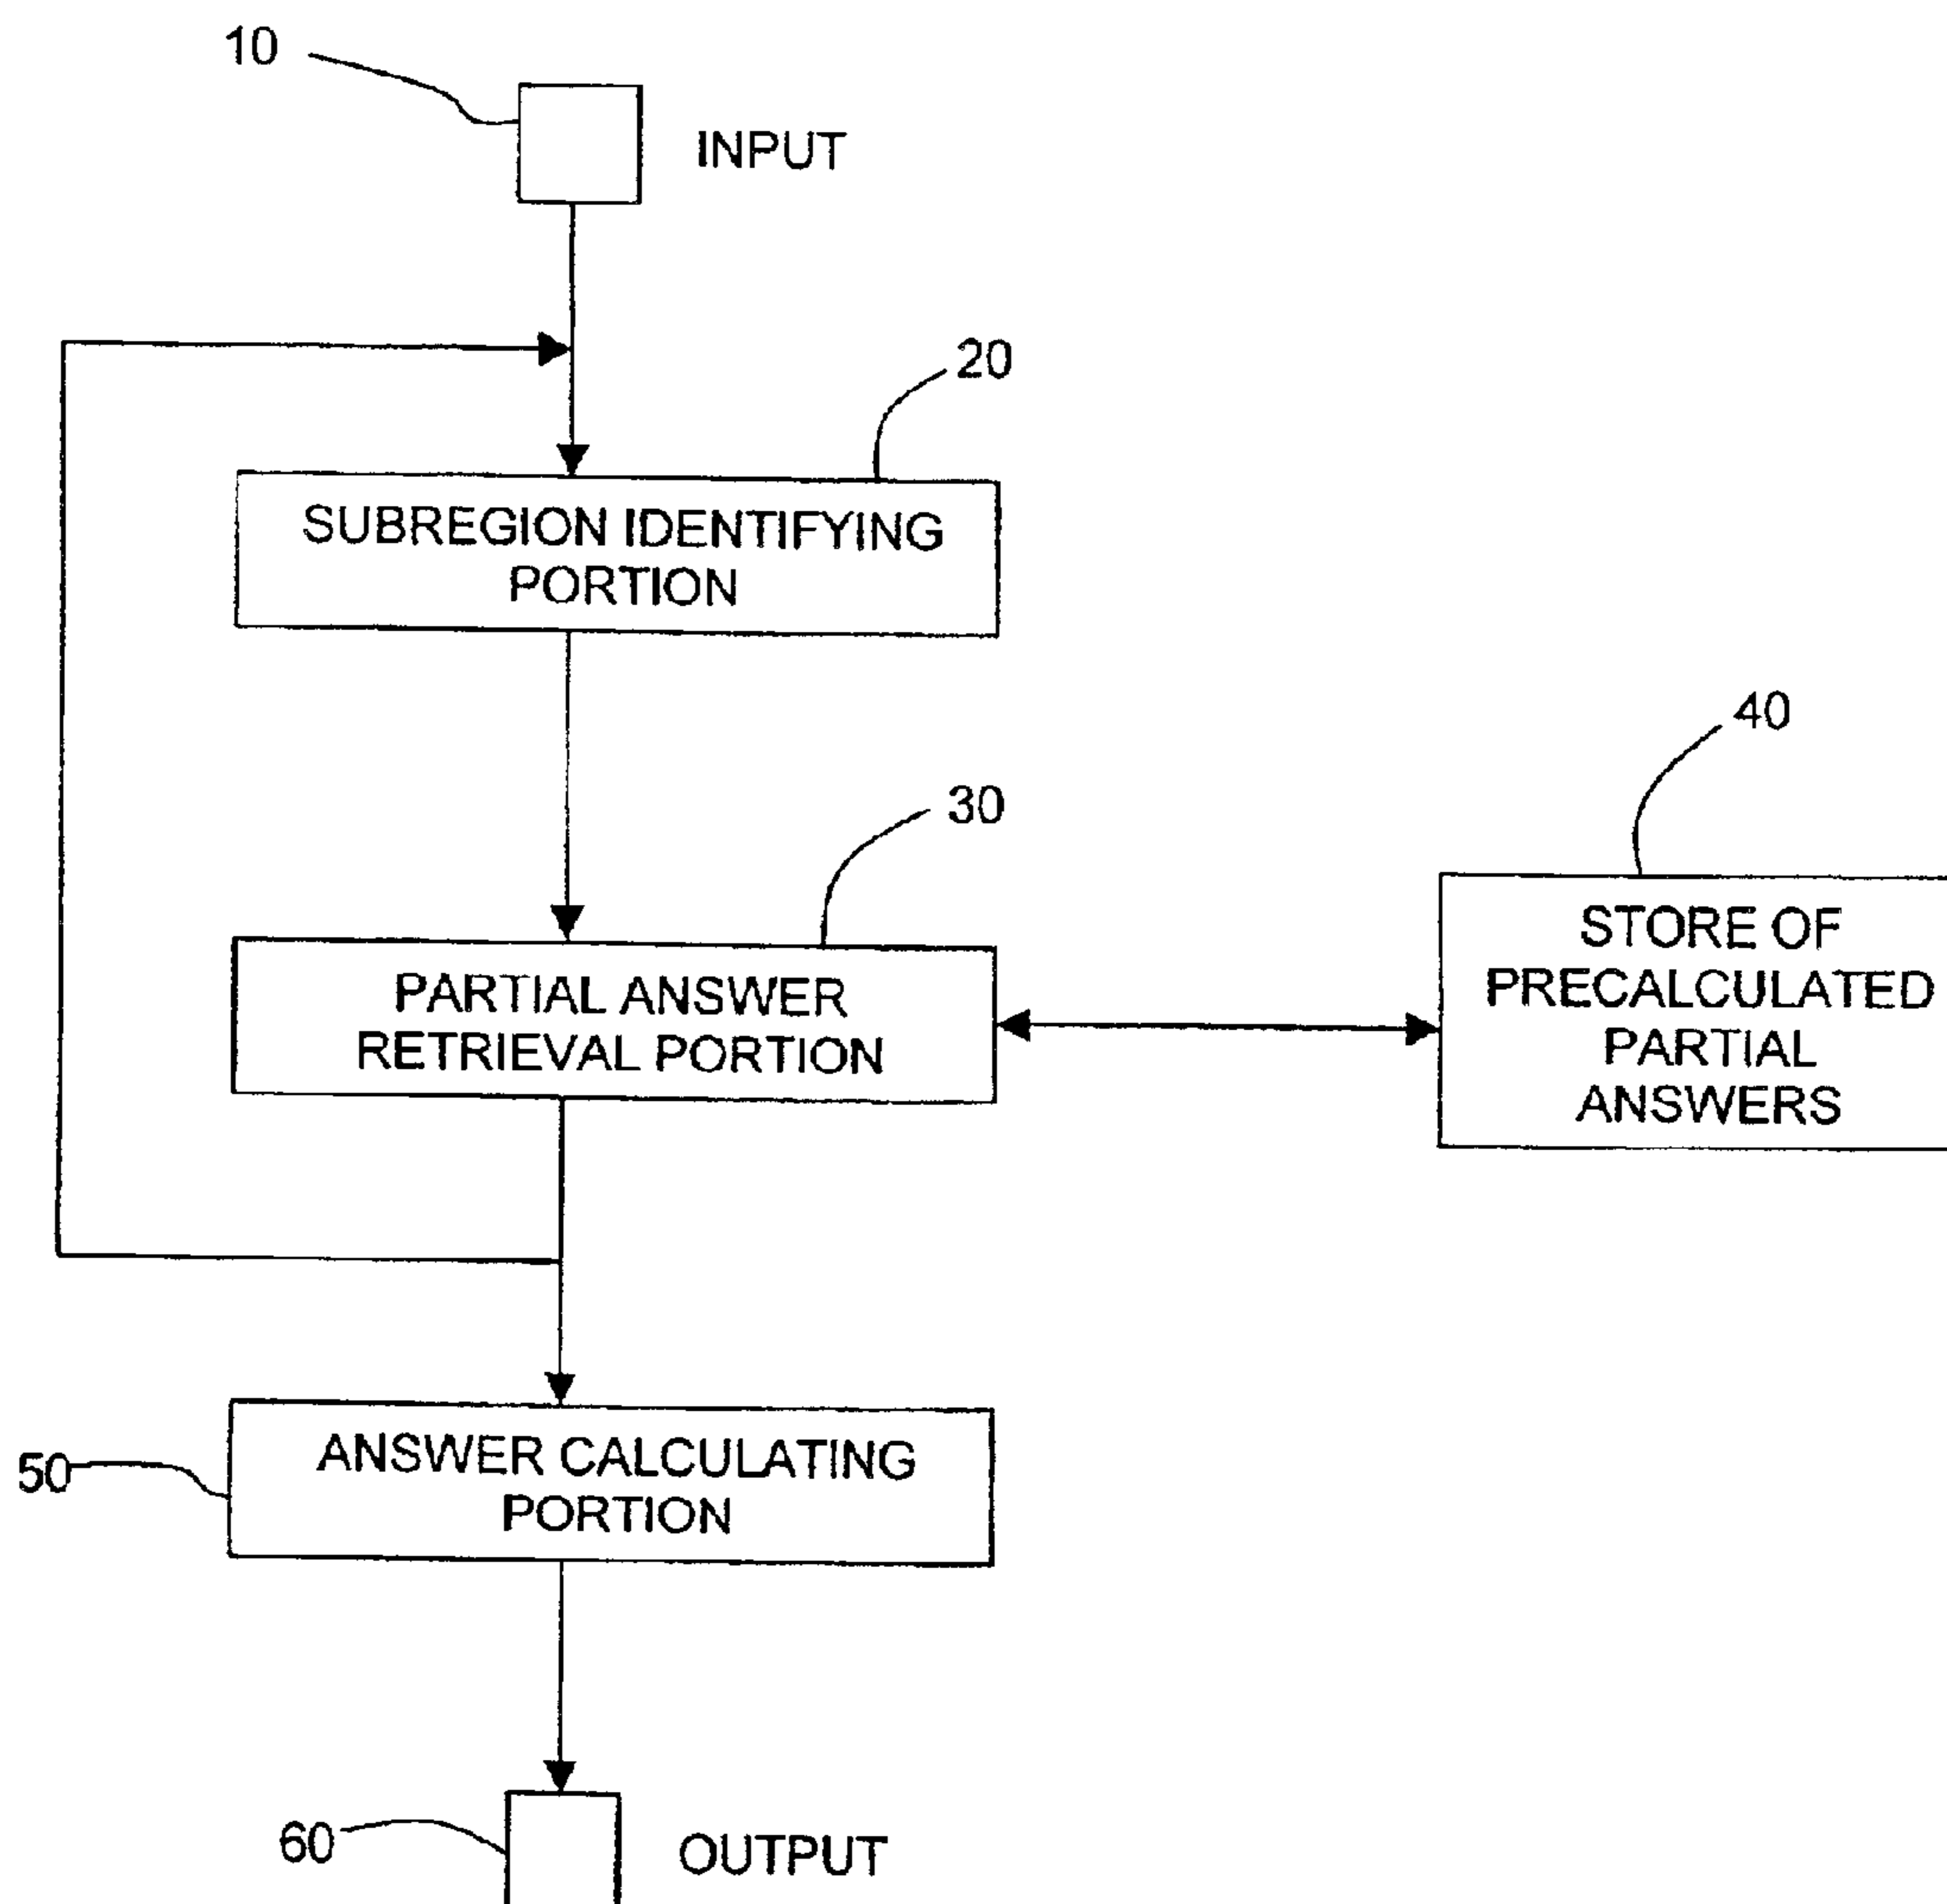 10
INPUT
20
SUBREGION IDENTIFYING
PORTION
30
40
PARTIAL ANSWER
RETRIEVAL PORTION
STORE OF
PRECALCULATED
PARTIAL
ANSWERS
50
ANSWER CALCULATING
PORTION
60
OUTPUT